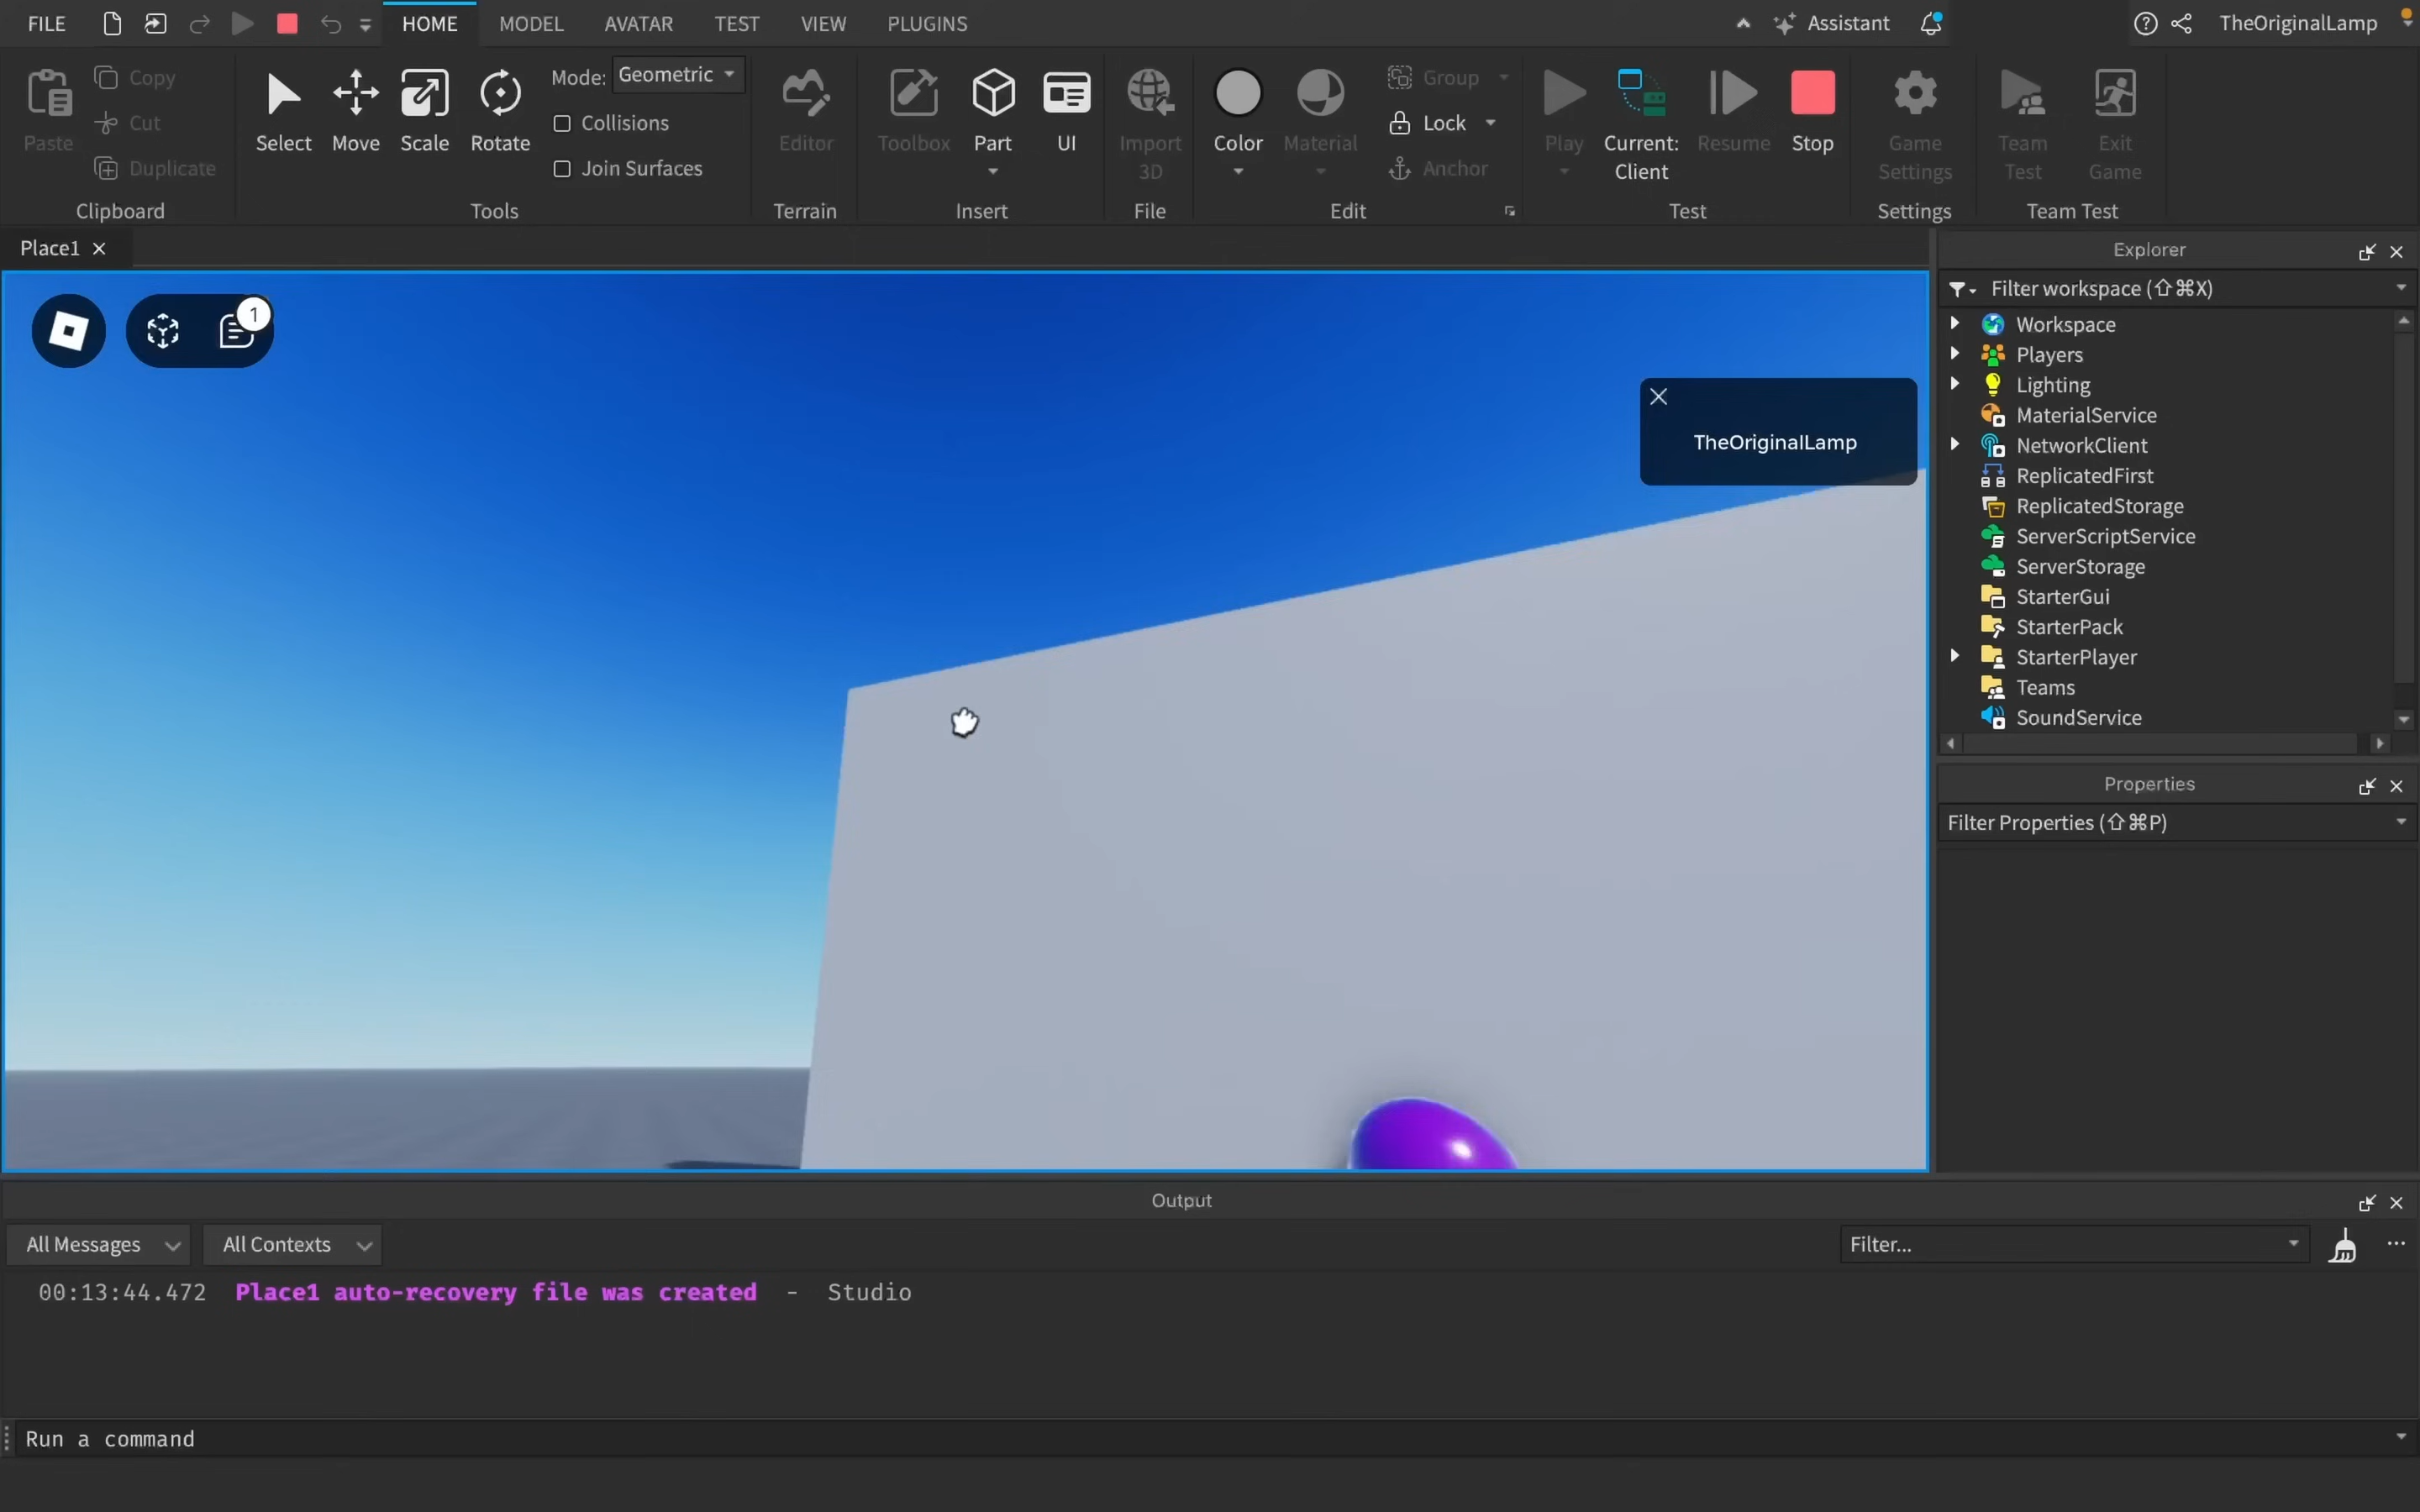 FILE HOME MODEL AVATAR TEST VIEW PLUGINS Assistant TheOriginalLamp
Paste
Copy
Cut
Duplicate
Clipboard
Select Move Scale Rotate
Mode: Geometric
Collisions
Join Surfaces
Tools
Editor
Terrain
Toolbox Part UI
Insert
Import
3D
File
Color Material
Group
Lock
Anchor
Edit
Play
Current:
Client
Resume Stop
Test
Game
Settings
Settings
Team
Test
Exit
Game
Team Test
Place1
1
TheOriginalLamp
Explorer
Filter workspace (⇧⌘X)
Workspace
Players
Lighting
MaterialService
NetworkClient
ReplicatedFirst
ReplicatedStorage
ServerScriptService
ServerStorage
StarterGui
StarterPack
StarterPlayer
Teams
SoundService
Properties
Filter Properties (⇧⌘P)
Output
All Messages All Contexts Filter...
00:13:44.472 Place1 auto-recovery file was created - Studio
Run a command